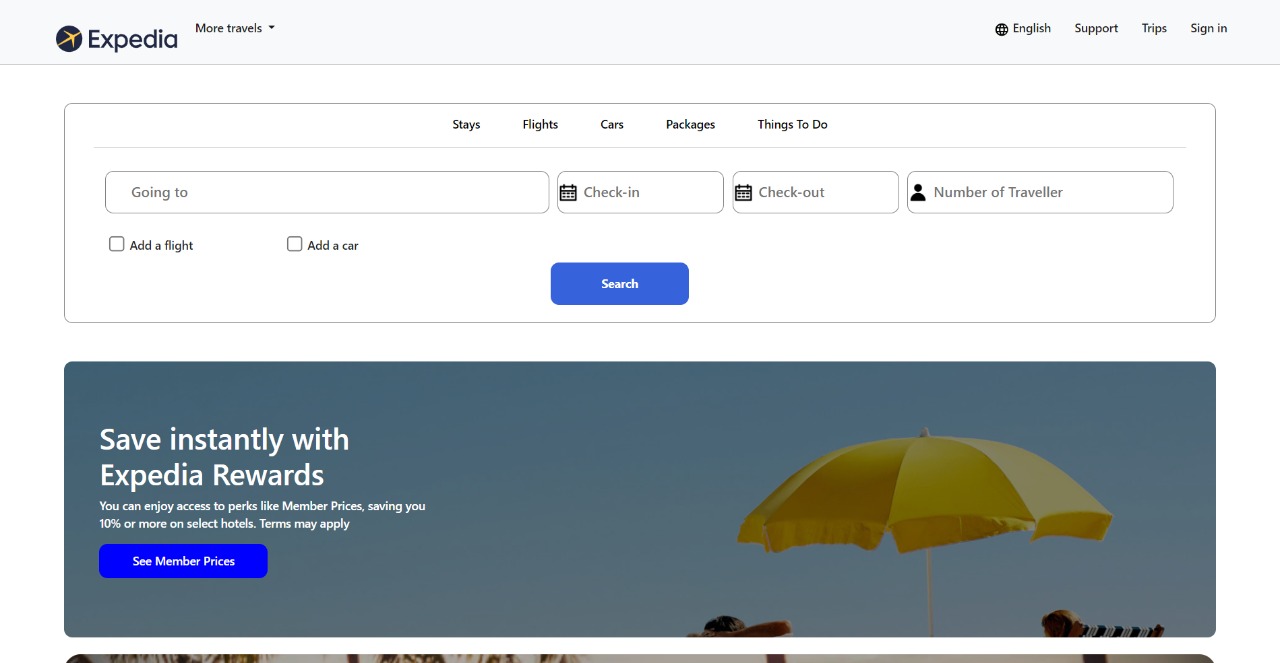 Expedia
More travels
English
Support
Trips
Sign in
Stays
Flights
Cars
Packages
Things To Do
Going to
Check-in
Check-out
Number of Traveller
Add a flight
Add a car
Search
Save instantly with
Expedia Rewards
You can enjoy access to perks like Member Prices, saving you
10% or more on select hotels. Terms may apply
See Member Prices